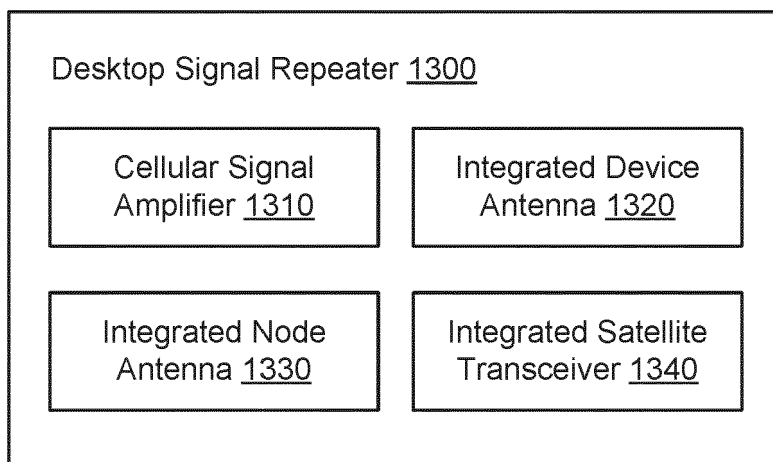 Desktop Signal Repeater 1300
Cellular Signal
Amplifier 1310
Integrated Device
Antenna 1320
Integrated Node
Antenna 1330
Integrated Satellite
Transceiver 1340